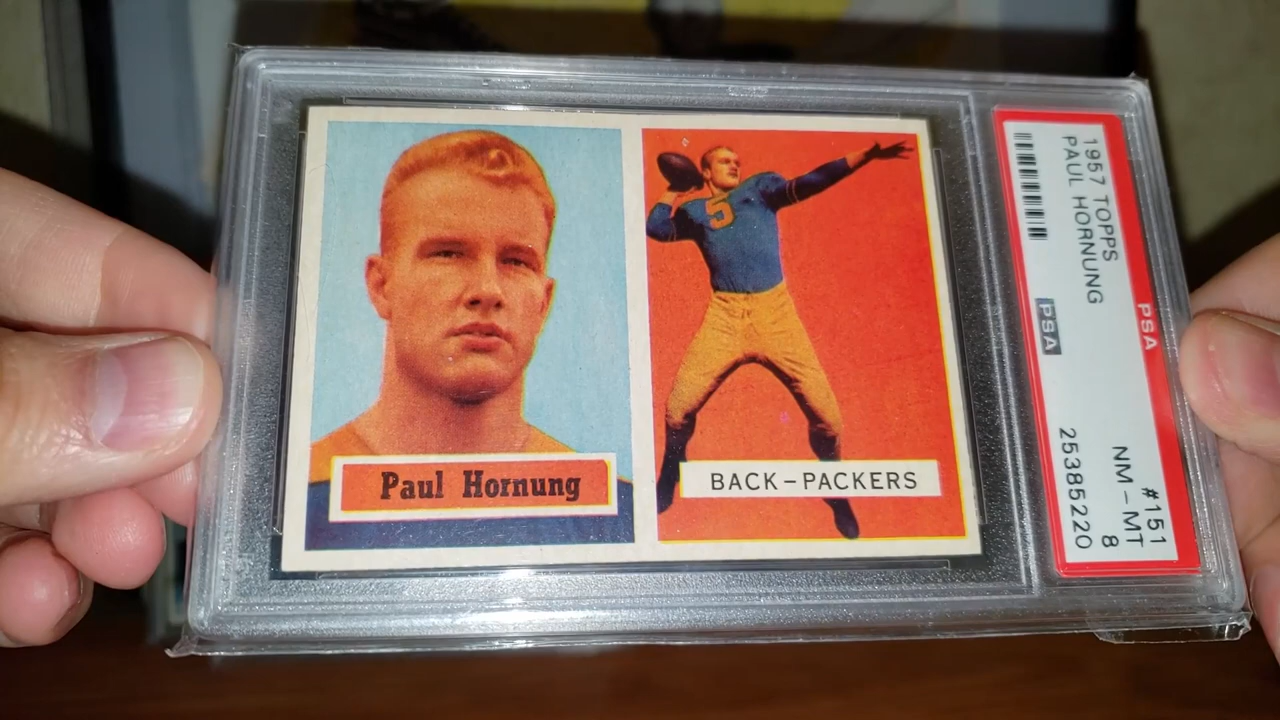 Paul Hornung
5
BACK-PACKERS
1957 TOPPS
PAUL HORNUNG
#151
NM-MT
8
25385220
PSA
PSA